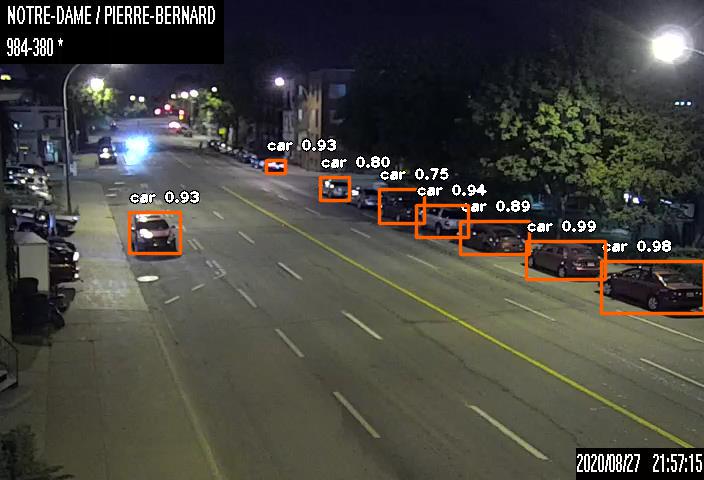 NOTRE-DAME / PIERRE-BERNARD
984-380 *
car 0.93
car 0.80
car 0.75
car 0.94
car 0.93
car 0.89
car 0.99
car 0.98
2020/08/27 21:57:15